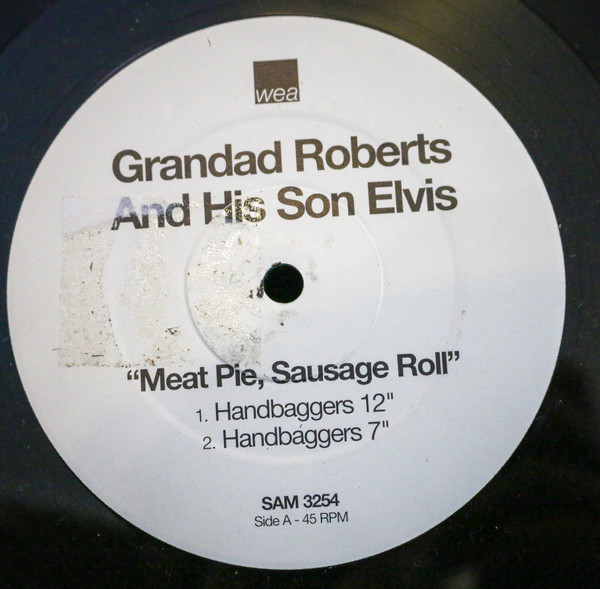 wea
Grandad Roberts
And His Son Elvis
“Meat Pie, Sausage Roll”
1. Handbaggers 12"
2. Handbaggers 7"
SAM 3254
Side A - 45 RPM